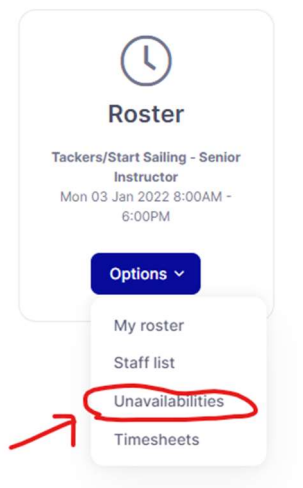 Roster
Tackers/Start Sailing - Senior
Instructor
Mon 03 Jan 2022 8:00AM -
6:00PM
Options
My roster
Staff list
Unavailabilities
Timesheets